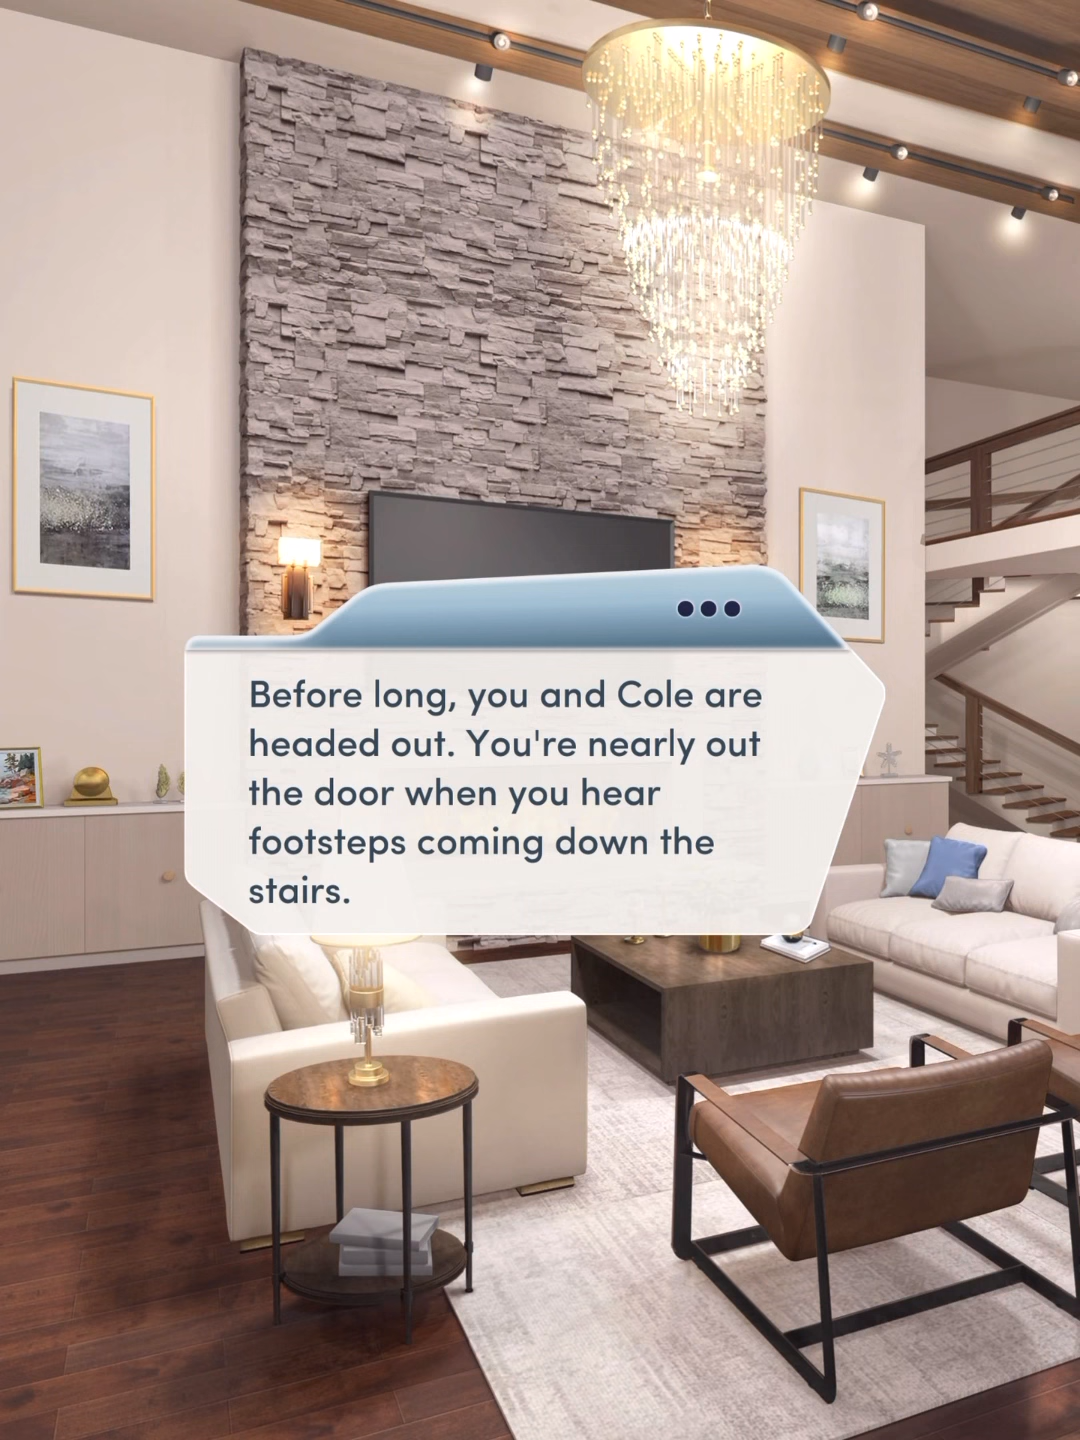 Before long, you and Cole are
headed out. You're nearly out
the door when you hear
footsteps coming down the
stairs.